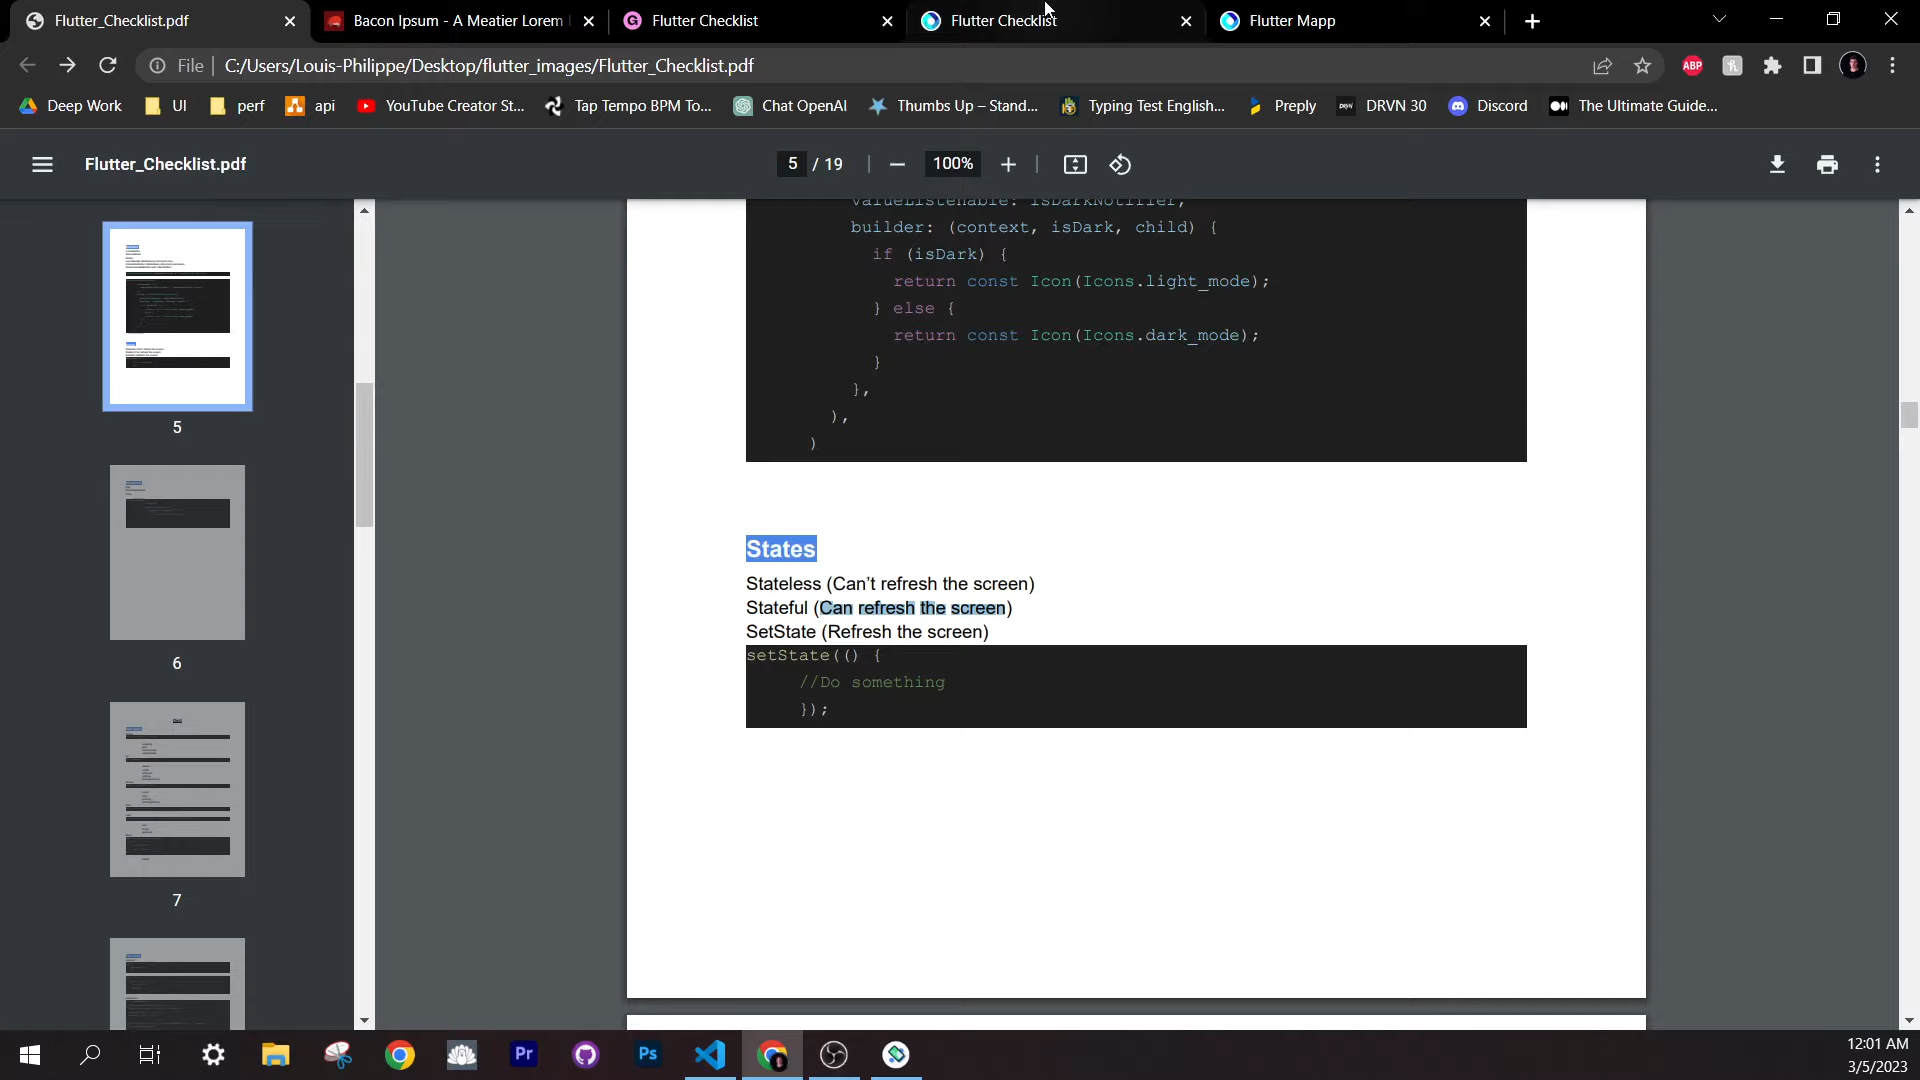 Flutter_Checklist.pdf
Bacon Ipsum - A Meatier Lorem
Flutter Checklist
Flutter Checklist
Flutter Mapp
File
C:/Users/Louis-Philippe/Desktop/flutter_images/Flutter_Checklist.pdf
ABP
Deep Work
UI
perf
api
YouTube Creator St...
Tap Tempo BPM To...
Chat OpenAI
Thumbs Up – Stand...
Typing Test English...
Preply
DRVN 30
Discord
The Ultimate Guide...
Flutter_Checklist.pdf
5 / 19
100%
5
6
7
valueListenable: isDarkNotifier,
builder: (context, isDark, child) {
if (isDark) {
return const Icon(Icons.light_mode);
} else {
return const Icon(Icons.dark_mode);
}
},
),
)
States
Stateless (Can't refresh the screen)
Stateful (Can refresh the screen)
SetState (Refresh the screen)
setState(() {
//Do something
});
Pr
Ps
12:01 AM
3/5/2023